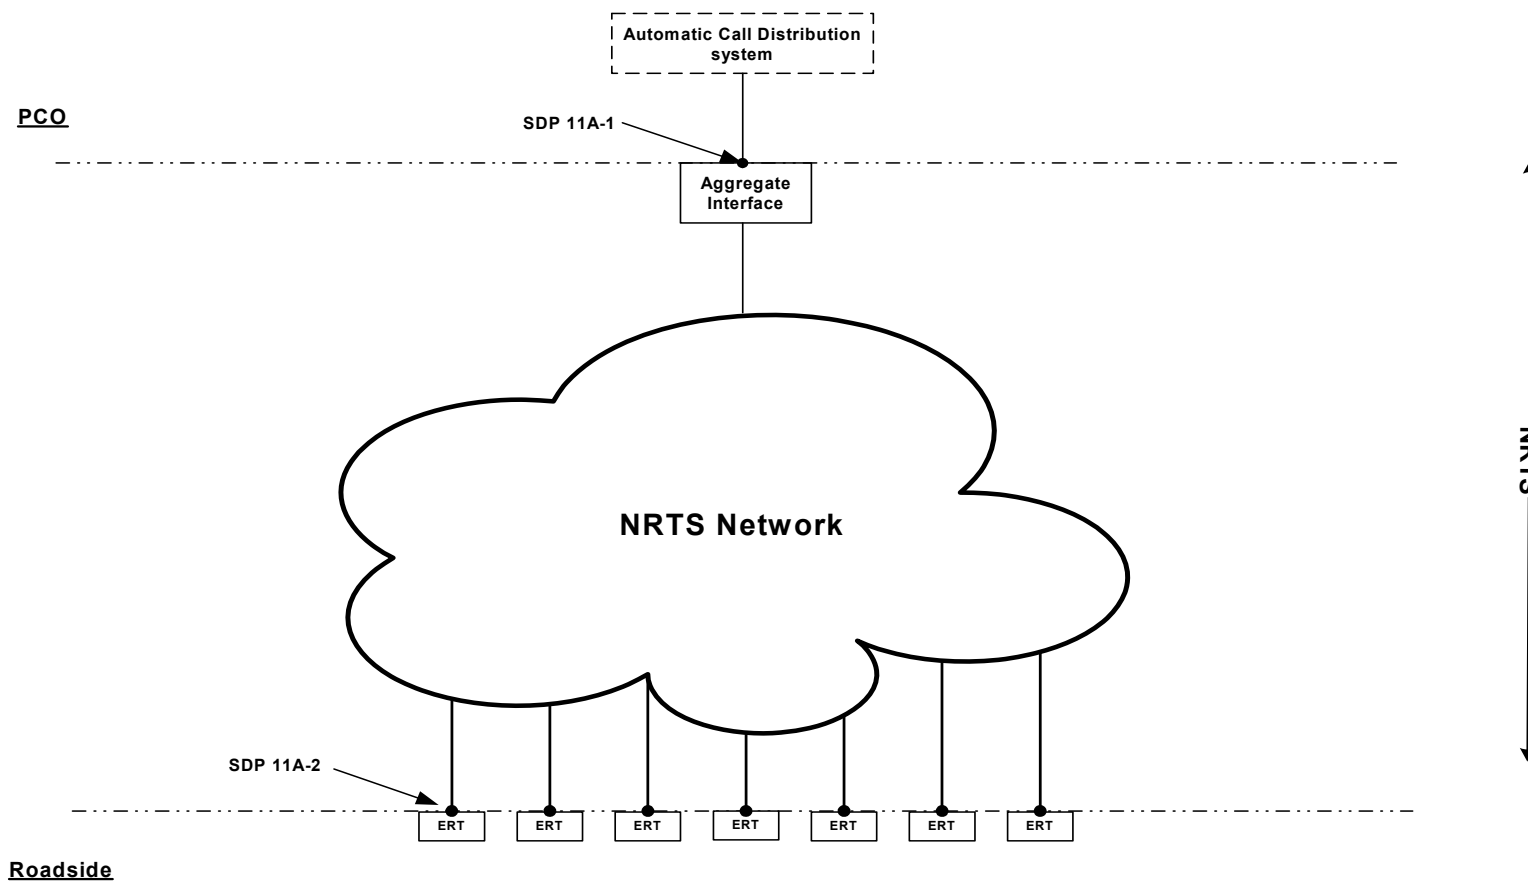 Automatic Call Distribution
system
PCO
SDP 11A-1
Aggregate
Interface
NRTS
NRTS Network
SDP 11A-2
ERT ERT ERT ERT ERT ERT ERT
Roadside